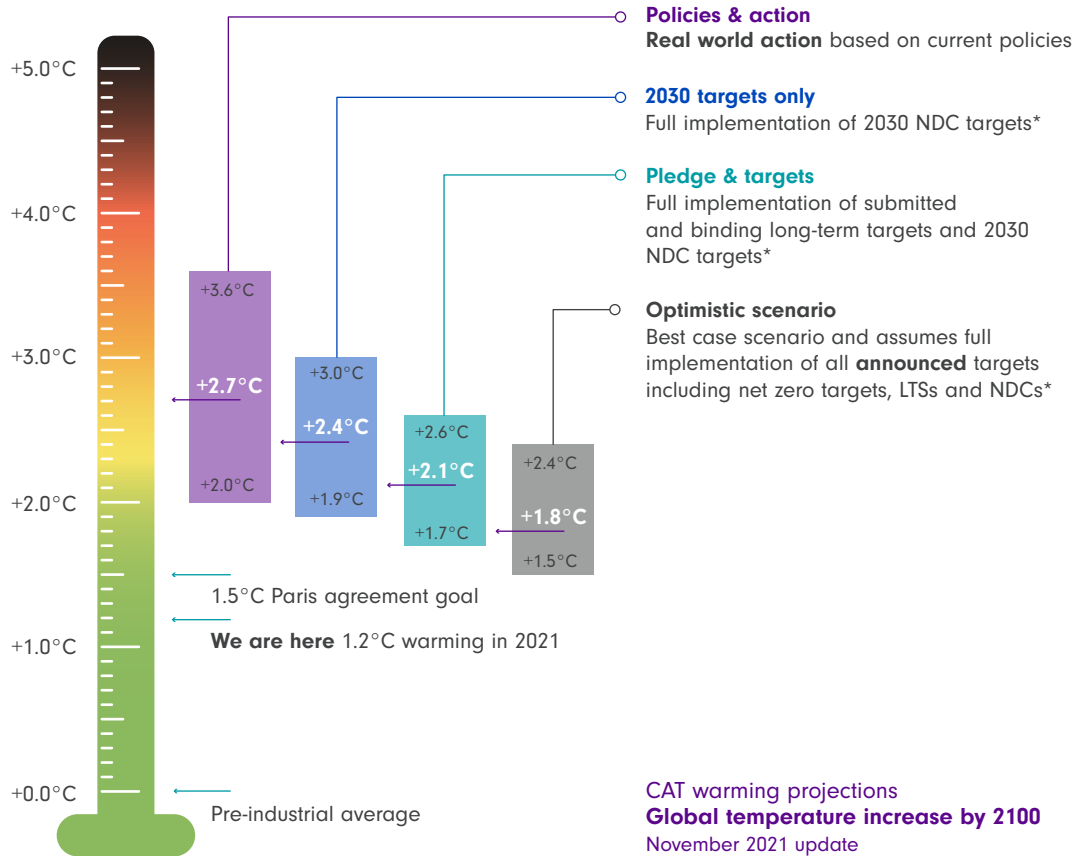 Policies & action
Real world action based on current policies
2030 targets only
Full implementation of 2030 NDC targets*
Pledge & targets
Full implementation of submitted
and binding long-term targets and 2030
NDC targets*
Optimistic scenario
Best case scenario and assumes full
implementation of all announced targets
including net zero targets, LTSs and NDCs*
+5.0°C
+4.0°C
+3.0°C
+2.0°C
+1.0°C
+0.0°C
+3.6°C
+2.7°C
+2.0°C
+3.0°C
+2.4°C
+1.9°C
+2.6°C
+2.1°C
+1.7°C
+2.4°C
+1.8°C
+1.5°C
1.5°C Paris agreement goal
We are here 1.2°C warming in 2021
Pre-industrial average
CAT warming projections
Global temperature increase by 2100
November 2021 update